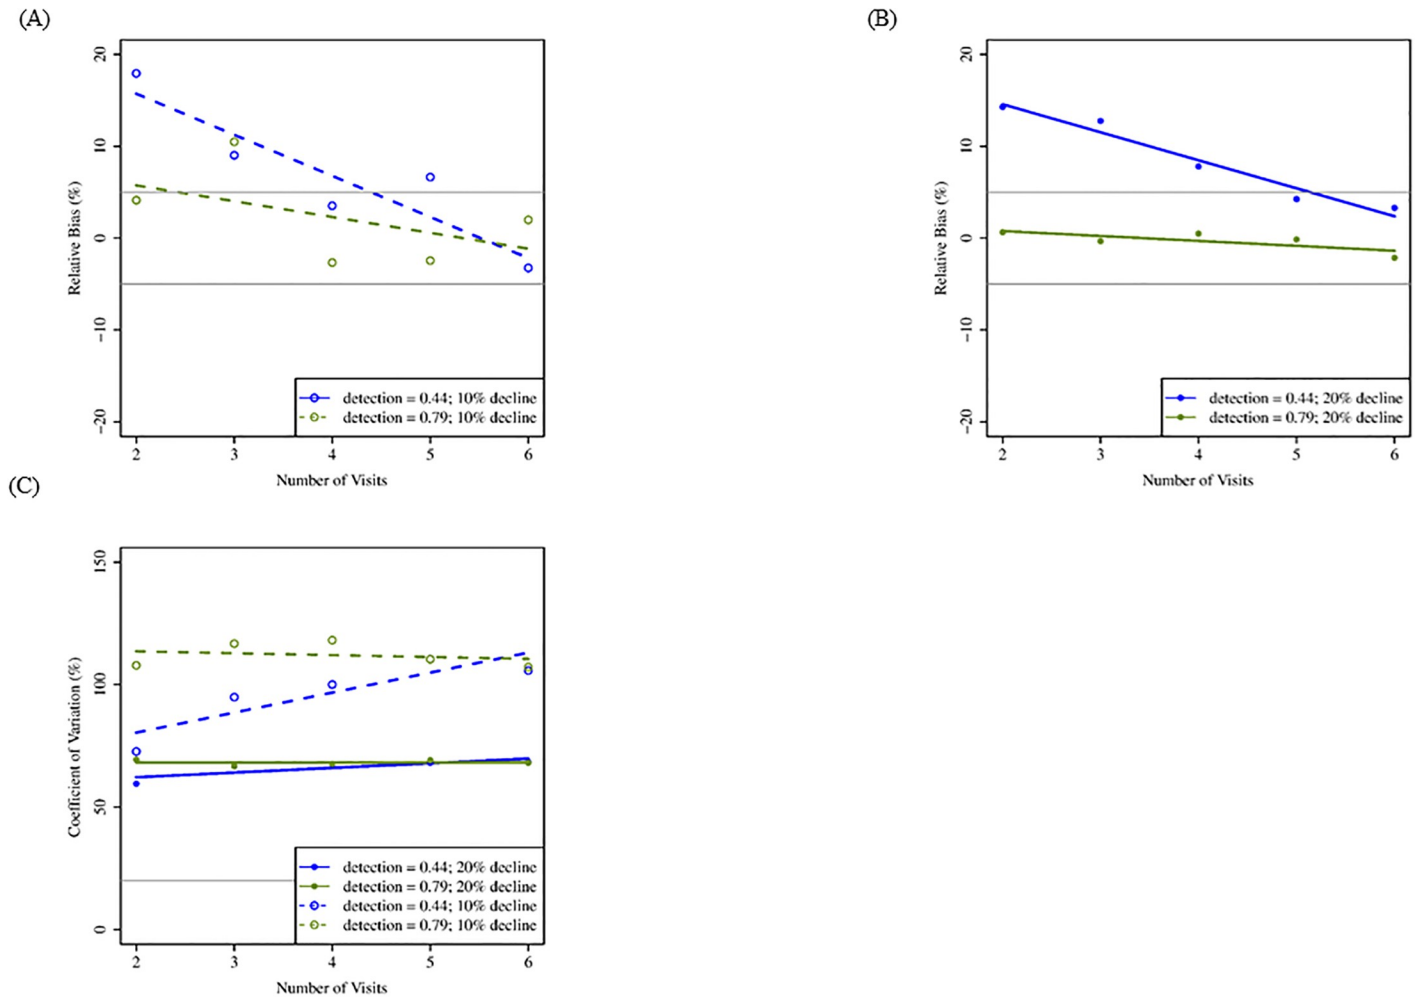 (A)
20
10
0
−10
−20
Relative Bias (%)
detection = 0.44; 10% decline
detection = 0.79; 10% decline
2 3 4 5 6
Number of Visits
(B)
20
10
0
−10
−20
Relative Bias (%)
detection = 0.44; 20% decline
detection = 0.79; 20% decline
2 3 4 5 6
Number of Visits
(C)
150
100
50
0
Coefficient of Variation (%)
detection = 0.44; 20% decline
detection = 0.79; 20% decline
detection = 0.44; 10% decline
detection = 0.79; 10% decline
2 3 4 5 6
Number of Visits